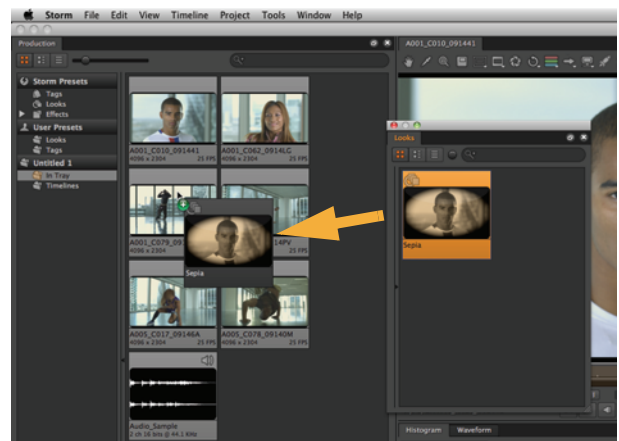 Storm File Edit View Timeline Project Tools Window Help
Production
A001_C010_091441
Storm Presets
Tags
Looks
Effects
User Presets
Looks
Tags
Untitled 1
In Tray
Timelines
A001_C010_091441
4096 x 2304 25 FPS
A001_C062_0914LG
4096 x 2304 25 FPS
A001_C079_09
4096 x 2304
14PV
25 FPS
Sepia
A005_C017_09146A
4096 x 2304 25 FPS
A005_C078_09140M
4096 x 2304 25 FPS
Audio_Sample
2 ch 16 bits @ 44.1 KHz
Looks
Sepia
Histogram Waveform